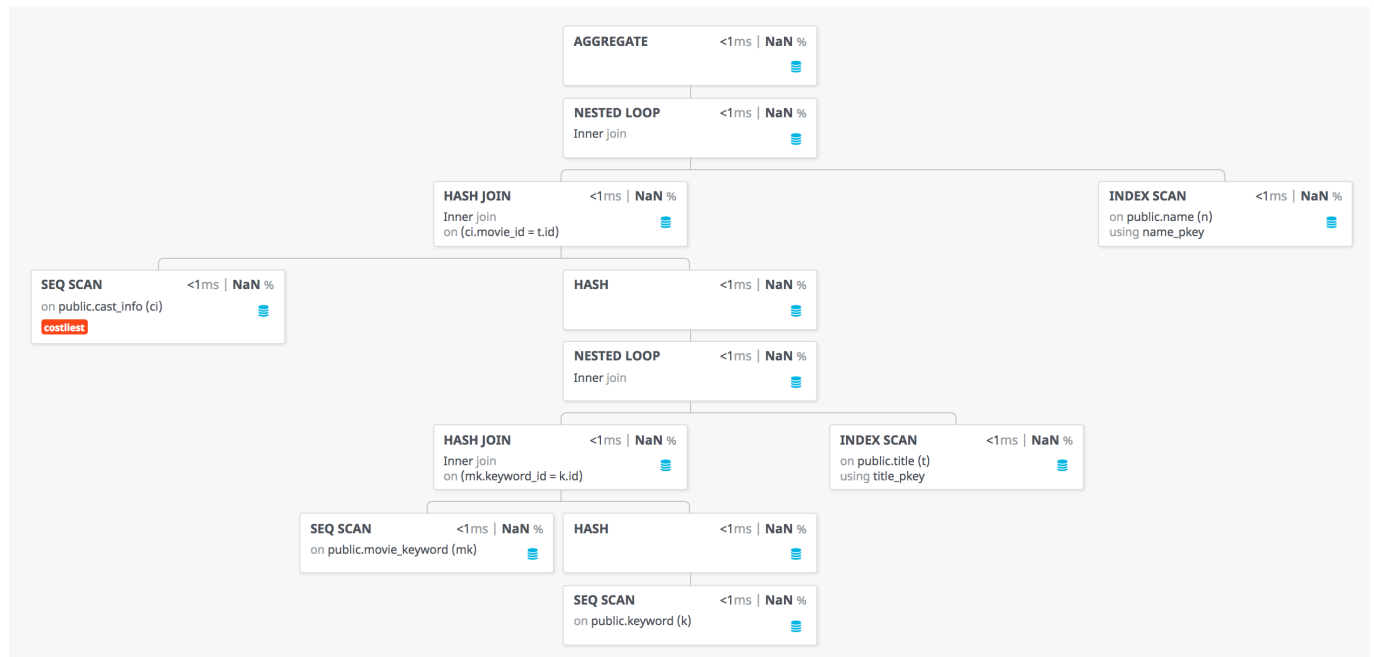 AGGREGATE <1ms | NaN %
NESTED LOOP <1ms | NaN %
Inner join
HASH JOIN <1ms | NaN %
Inner join
on (ci.movie_id = t.id)
INDEX SCAN <1ms | NaN %
on public.name (n)
using name_pkey
SEQ SCAN <1ms | NaN %
on public.cast_info (ci)
costliest
HASH <1ms | NaN %
NESTED LOOP <1ms | NaN %
Inner join
HASH JOIN <1ms | NaN %
Inner join
on (mk.keyword_id = k.id)
INDEX SCAN <1ms | NaN %
on public.title (t)
using title_pkey
SEQ SCAN <1ms | NaN %
on public.movie_keyword (mk)
HASH <1ms | NaN %
SEQ SCAN <1ms | NaN %
on public.keyword (k)